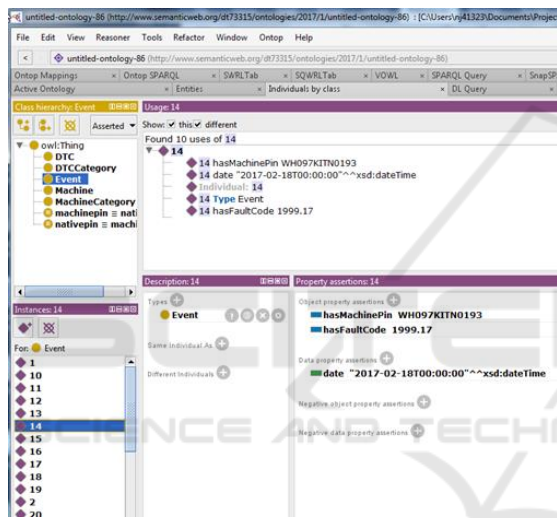 untitled-ontology-86 (http://www.semanticweb.org/dt73315/ontologies/2017/1/untitled-ontology-86) : [C:\Users\nj41323\Documents\Projec
File Edit View Reasoner Tools Refactor Window Ontop Help
< untitled-ontology-86 (http://www.semanticweb.org/dt73315/ontologies/2017/1/untitled-ontology-86)
Ontop Mappings × Ontop SPARQL × SWRLTab × SQWRLTab × VOWL × SPARQL Query × SnapSP
Active Ontology × Entities × Individuals by class × DL Query ×
Class hierarchy: Event
Asserted
owl:Thing
DTC
DTCCategory
Event
Machine
MachineCategory
machinepin ≡ nati
nativepin ≡ machi
Usage: 14
Show: this different
Found 10 uses of 14
14
14 hasMachinePin WH097KITN0193
14 date "2017-02-18T00:00:00"^^xsd:dateTime
Individual: 14
14 Type Event
14 hasFaultCode 1999.17
Instances: 14
For: Event
1
10
11
12
13
14
15
16
17
18
19
2
20
Description: 14
Types
Event
Same Individual As
Different Individuals
Property assertions: 14
Object property assertions
hasMachinePin WH097KITN0193
hasFaultCode 1999.17
Data property assertions
date "2017-02-18T00:00:00"^^xsd:dateTime
Negative object property assertions
Negative data property assertions
SCIENCE AND TECH